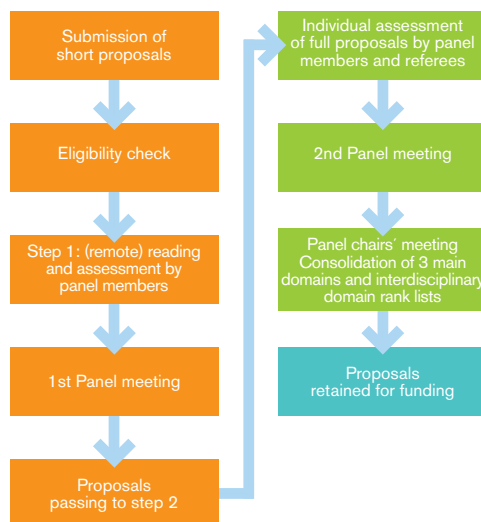 Submission of
short proposals
Eligibility check
Step 1: (remote) reading
and assessment by
panel members
1st Panel meeting
Proposals
passing to step 2
Individual assessment
of full proposals by panel
members and referees
2nd Panel meeting
Panel chairs´ meeting
Consolidation of 3 main
domains and interdisciplinary
domain rank lists
Proposals
retained for funding